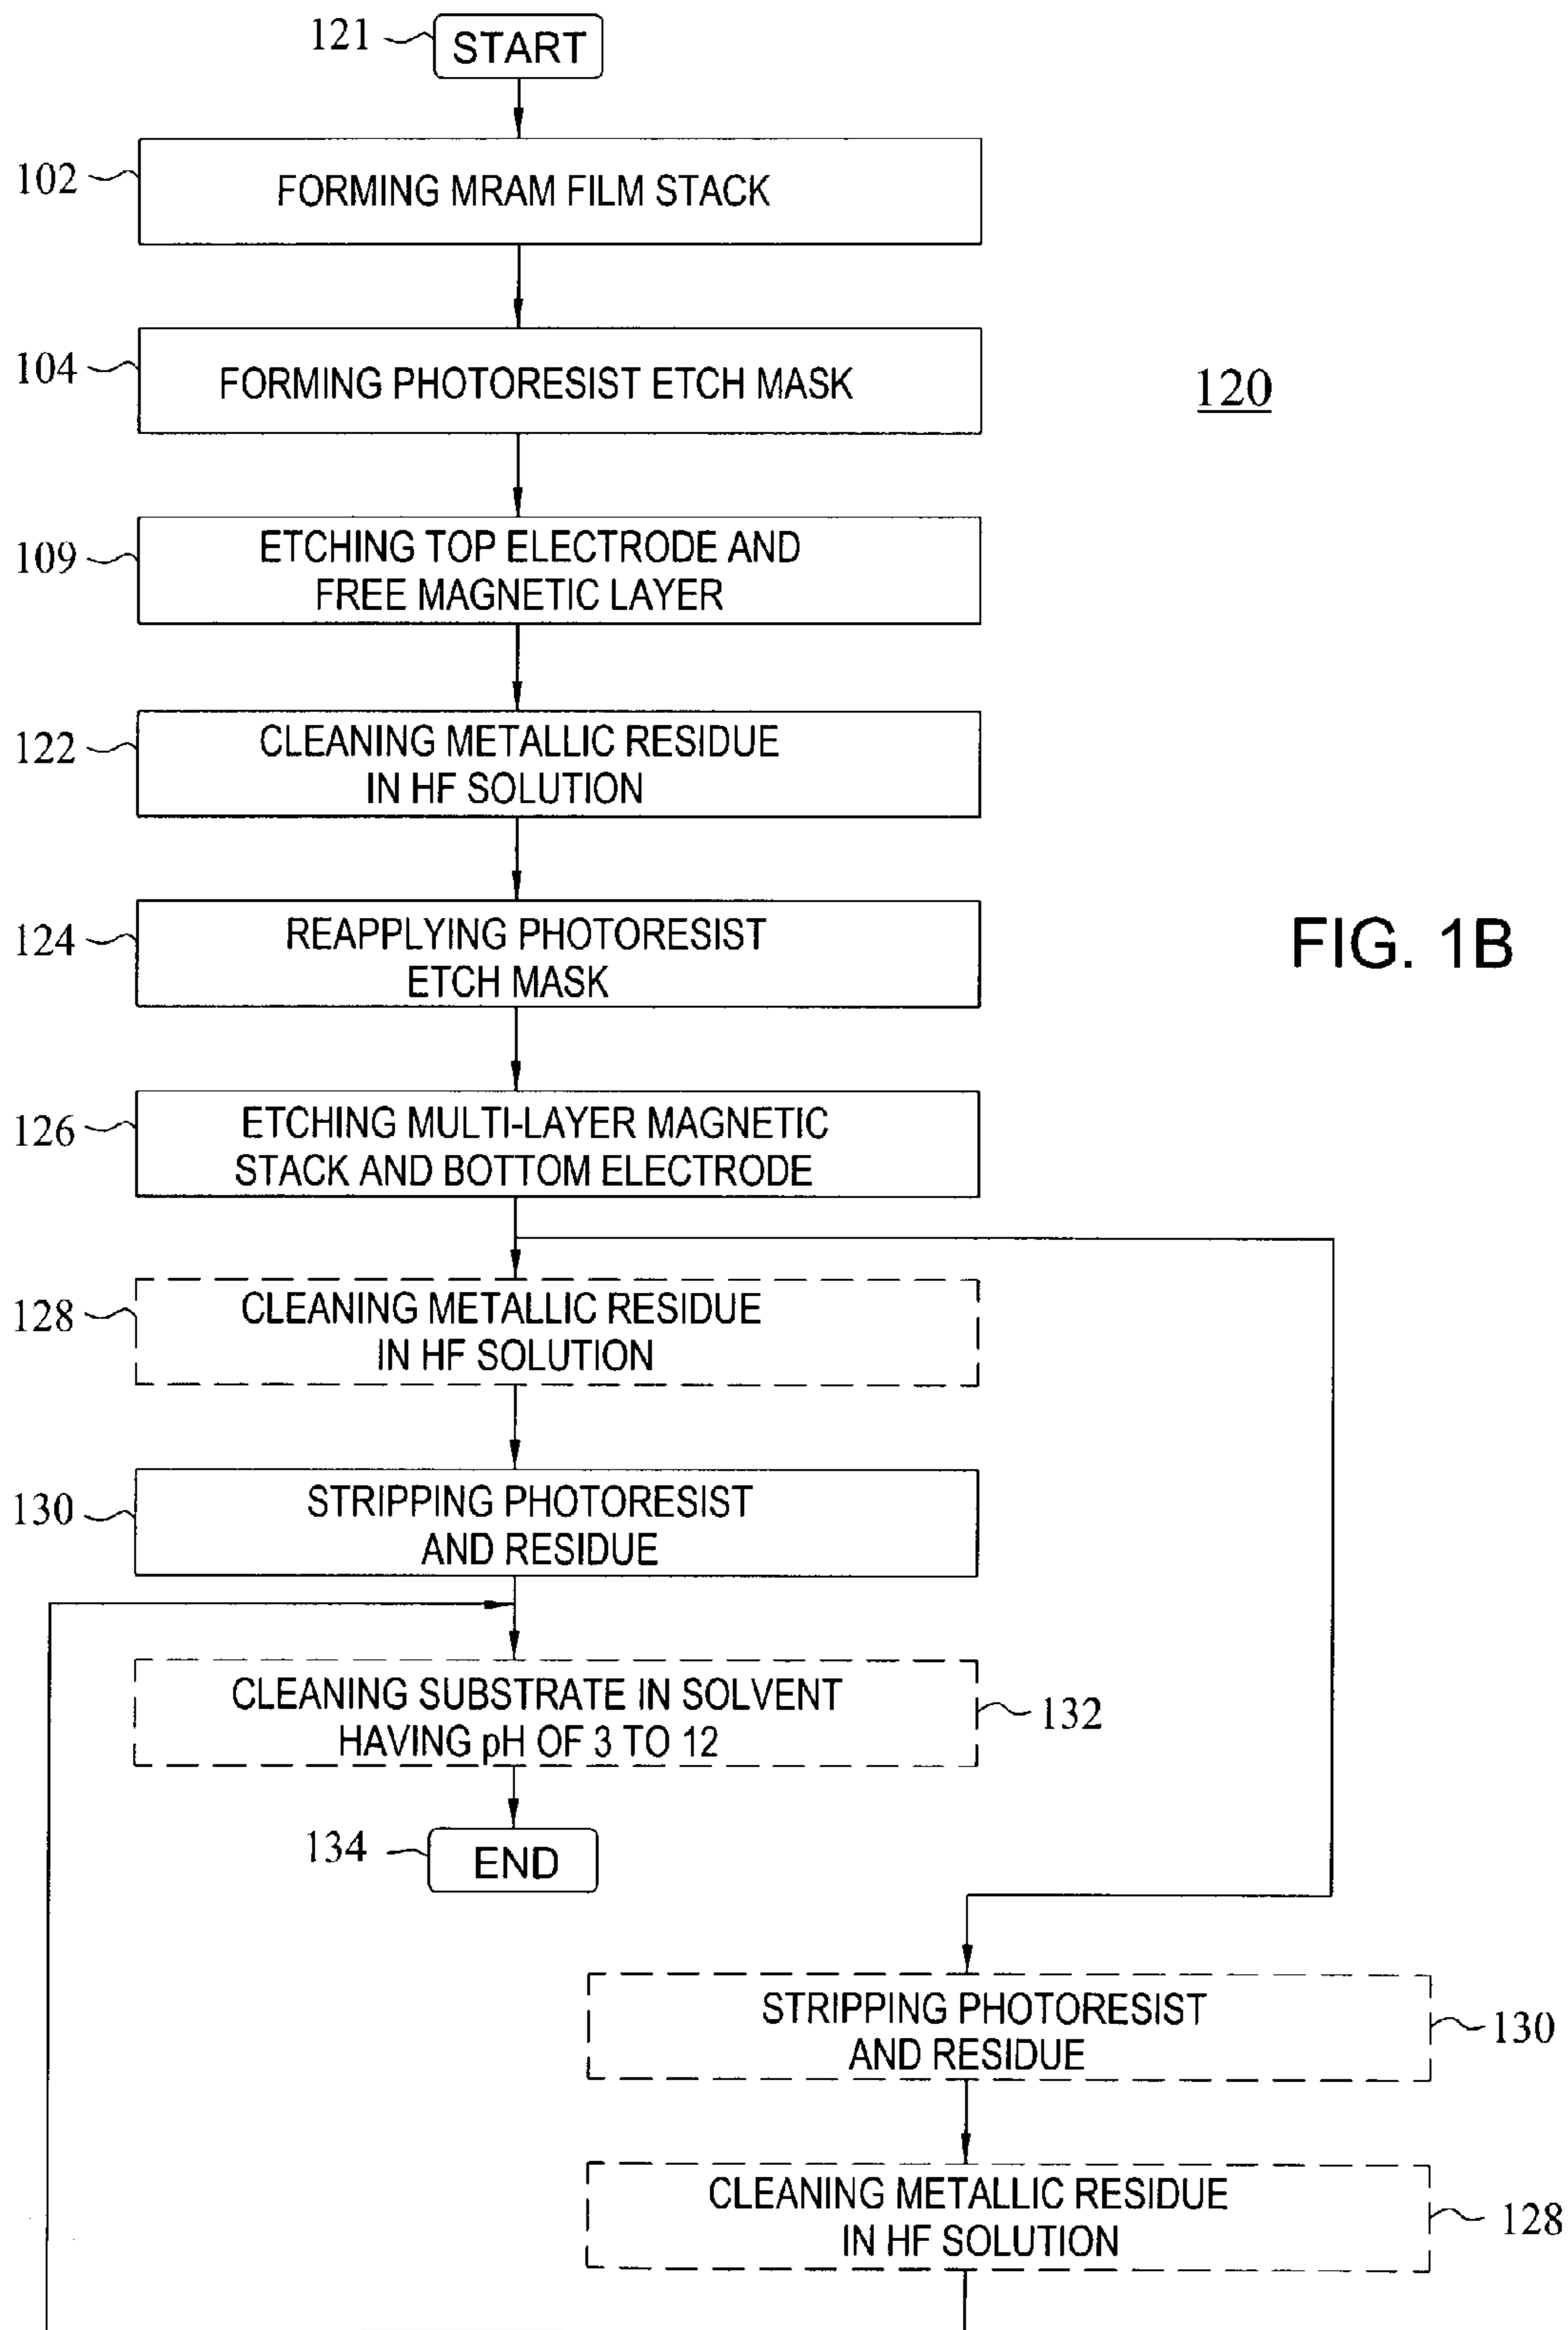 121 START
102 FORMING MRAM FILM STACK
104 FORMING PHOTORESIST ETCH MASK
120
109 ETCHING TOP ELECTRODE AND
FREE MAGNETIC LAYER
122 CLEANING METALLIC RESIDUE
IN HF SOLUTION
124 REAPPLYING PHOTORESIST
ETCH MASK
FIG. 1B
126 ETCHING MULTI-LAYER MAGNETIC
STACK AND BOTTOM ELECTRODE
128 CLEANING METALLIC RESIDUE
IN HF SOLUTION
130 STRIPPING PHOTORESIST
AND RESIDUE
CLEANING SUBSTRATE IN SOLVENT
HAVING pH OF 3 TO 12
132
134 END
STRIPPING PHOTORESIST
AND RESIDUE
130
CLEANING METALLIC RESIDUE
IN HF SOLUTION
128